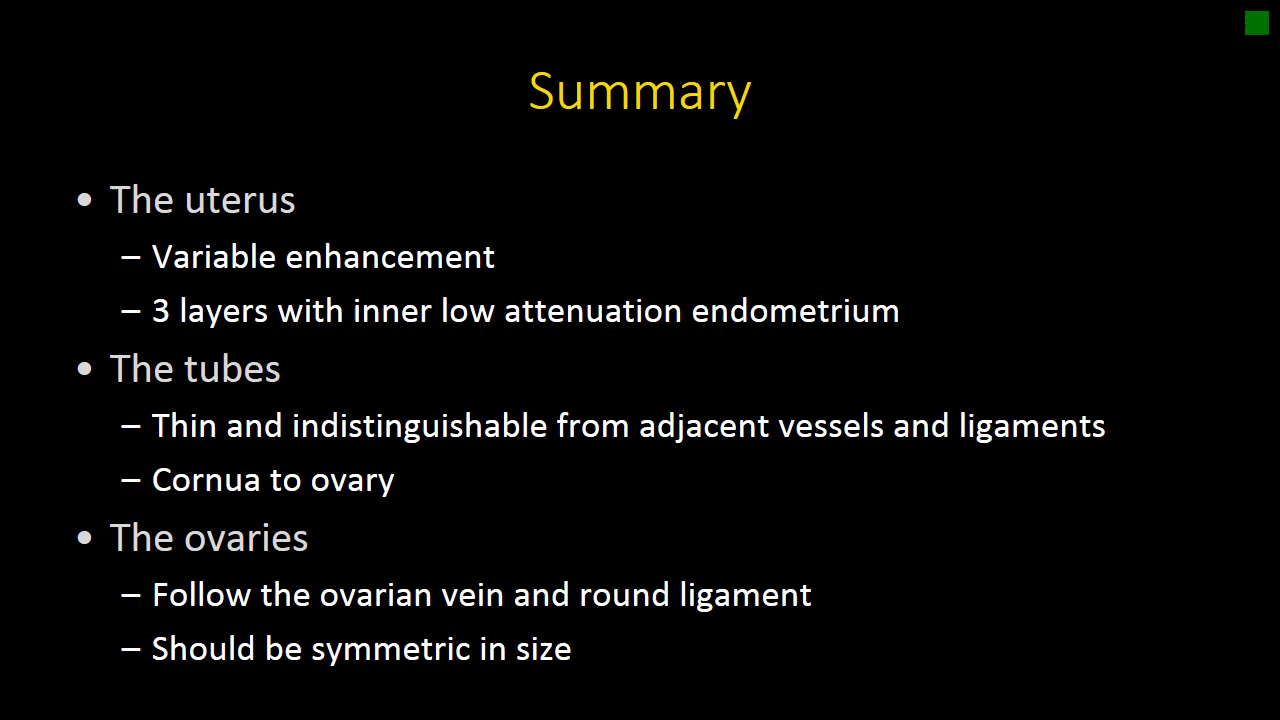 Summary
• The uterus
– Variable enhancement
– 3 layers with inner low attenuation endometrium
• The tubes
– Thin and indistinguishable from adjacent vessels and ligaments
– Cornua to ovary
• The ovaries
– Follow the ovarian vein and round ligament
– Should be symmetric in size